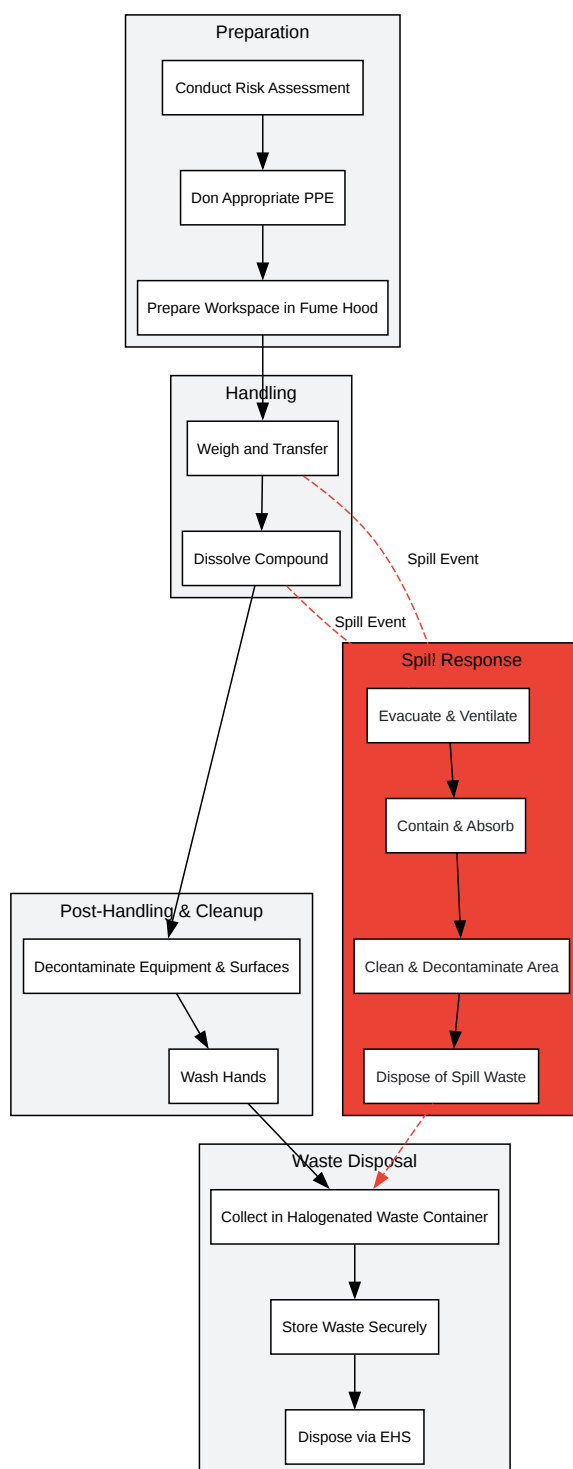 Preparation
Conduct Risk Assessment
Don Appropriate PPE
Prepare Workspace in Fume Hood
Handling
Weigh and Transfer
Dissolve Compound
Spill Event
Spill Event
Spill Response
Evacuate & Ventilate
Contain & Absorb
Post-Handling & Cleanup
Decontaminate Equipment & Surfaces
Clean & Decontaminate Area
Wash Hands
Dispose of Spill Waste
Waste Disposal
Collect in Halogenated Waste Container
Store Waste Securely
Dispose via EHS